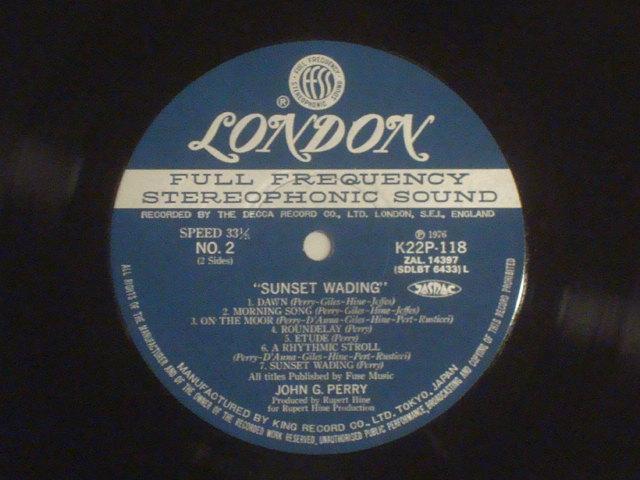 FULL FREQUENCY
FFSS
STEREOPHONIC SOUND
®
LONDON
FULL FREQUENCY
STEREOPHONIC SOUND
RECORDED BY THE DECCA RECORD CO., LTD. LONDON, S.E.I., ENGLAND
SPEED 33⅓
NO. 2
(2 Sides)
Ⓟ 1976
K22P-118
ZAL. 14397
(SDLBT 6433) L
JASRAC
"SUNSET WADING"
1. DAWN (Perry-Giles-Hine-Jeffes)
2. MORNING SONG (Perry-Giles-Hine-Jeffes)
3. ON THE MOOR (Perry-D'Anna-Giles-Hine-Pert-Rusticci)
4. ROUNDELAY (Perry)
5. ETUDE (Perry)
6. A RHYTHMIC STROLL
(Perry-D'Anna-Giles-Hine-Pert-Rusticci)
7. SUNSET WADING (Perry)
All titles Published by Fuse Music
JOHN G. PERRY
Produced by Rupert Hine
for Rupert Hine Production
MANUFACTURED BY KING RECORD CO., LTD. TOKYO, JAPAN
ALL RIGHTS OF THE MANUFACTURER AND OF THE OWNER OF THE RECORDED WORK RESERVED, UNAUTHORISED PUBLIC PERFORMANCE BROADCASTING AND COPYING OF THIS RECORD PROHIBITED